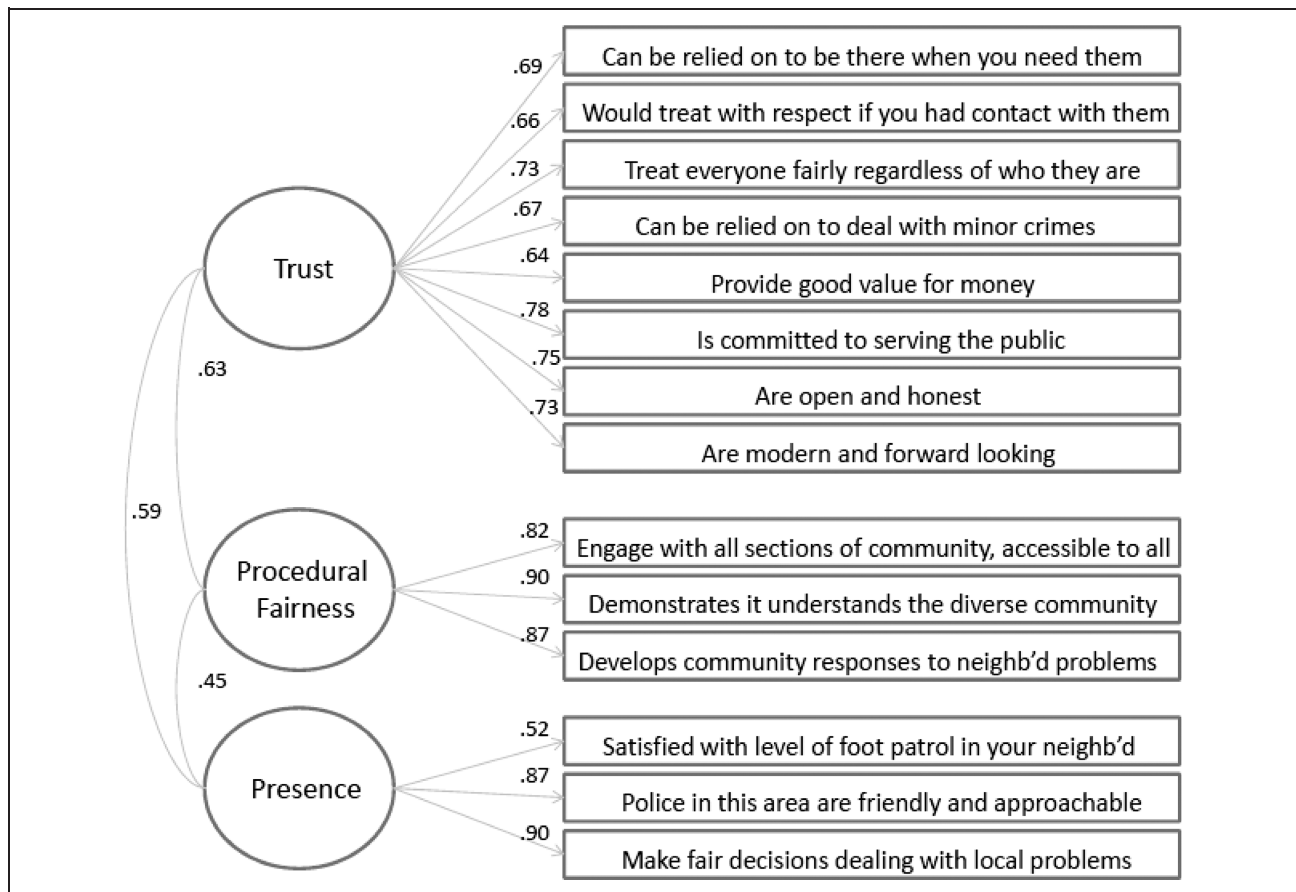 .69
Can be relied on to be there when you need them
.66
Would treat with respect if you had contact with them
.73
Treat everyone fairly regardless of who they are
.67
Can be relied on to deal with minor crimes
.64
Provide good value for money
Trust
.78
Is committed to serving the public
.75
Are open and honest
.63
.73
Are modern and forward looking
.59
.82
Engage with all sections of community, accessible to all
.90
Procedural
Fairness
Demonstrates it understands the diverse community
.87
Develops community responses to neighb'd problems
.45
.52
Satisfied with level of foot patrol in your neighb'd
.87
Presence
Police in this area are friendly and approachable
.90
Make fair decisions dealing with local problems